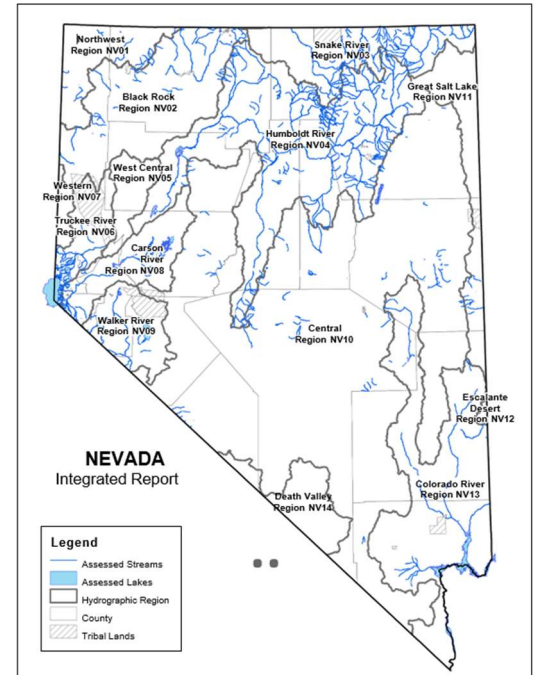 Northwest
Region NV01
Snake River
Region NV03
Black Rock
Region NV02
Great Salt Lake
Region NV11
Humboldt River
Region NV04
West Central
Region NV05
Western
Region NV07
Truckee River
Region NV06
Carson
River
Region NV08
Walker River
Region NV09
Central
Region NV10
Escalante
Desert
Region NV12
NEVADA
Integrated Report
Colorado River
Region NV13
Death Valley
Region NV14
Legend
Assessed Streams
Assessed Lakes
Hydrographic Region
County
Tribal Lands